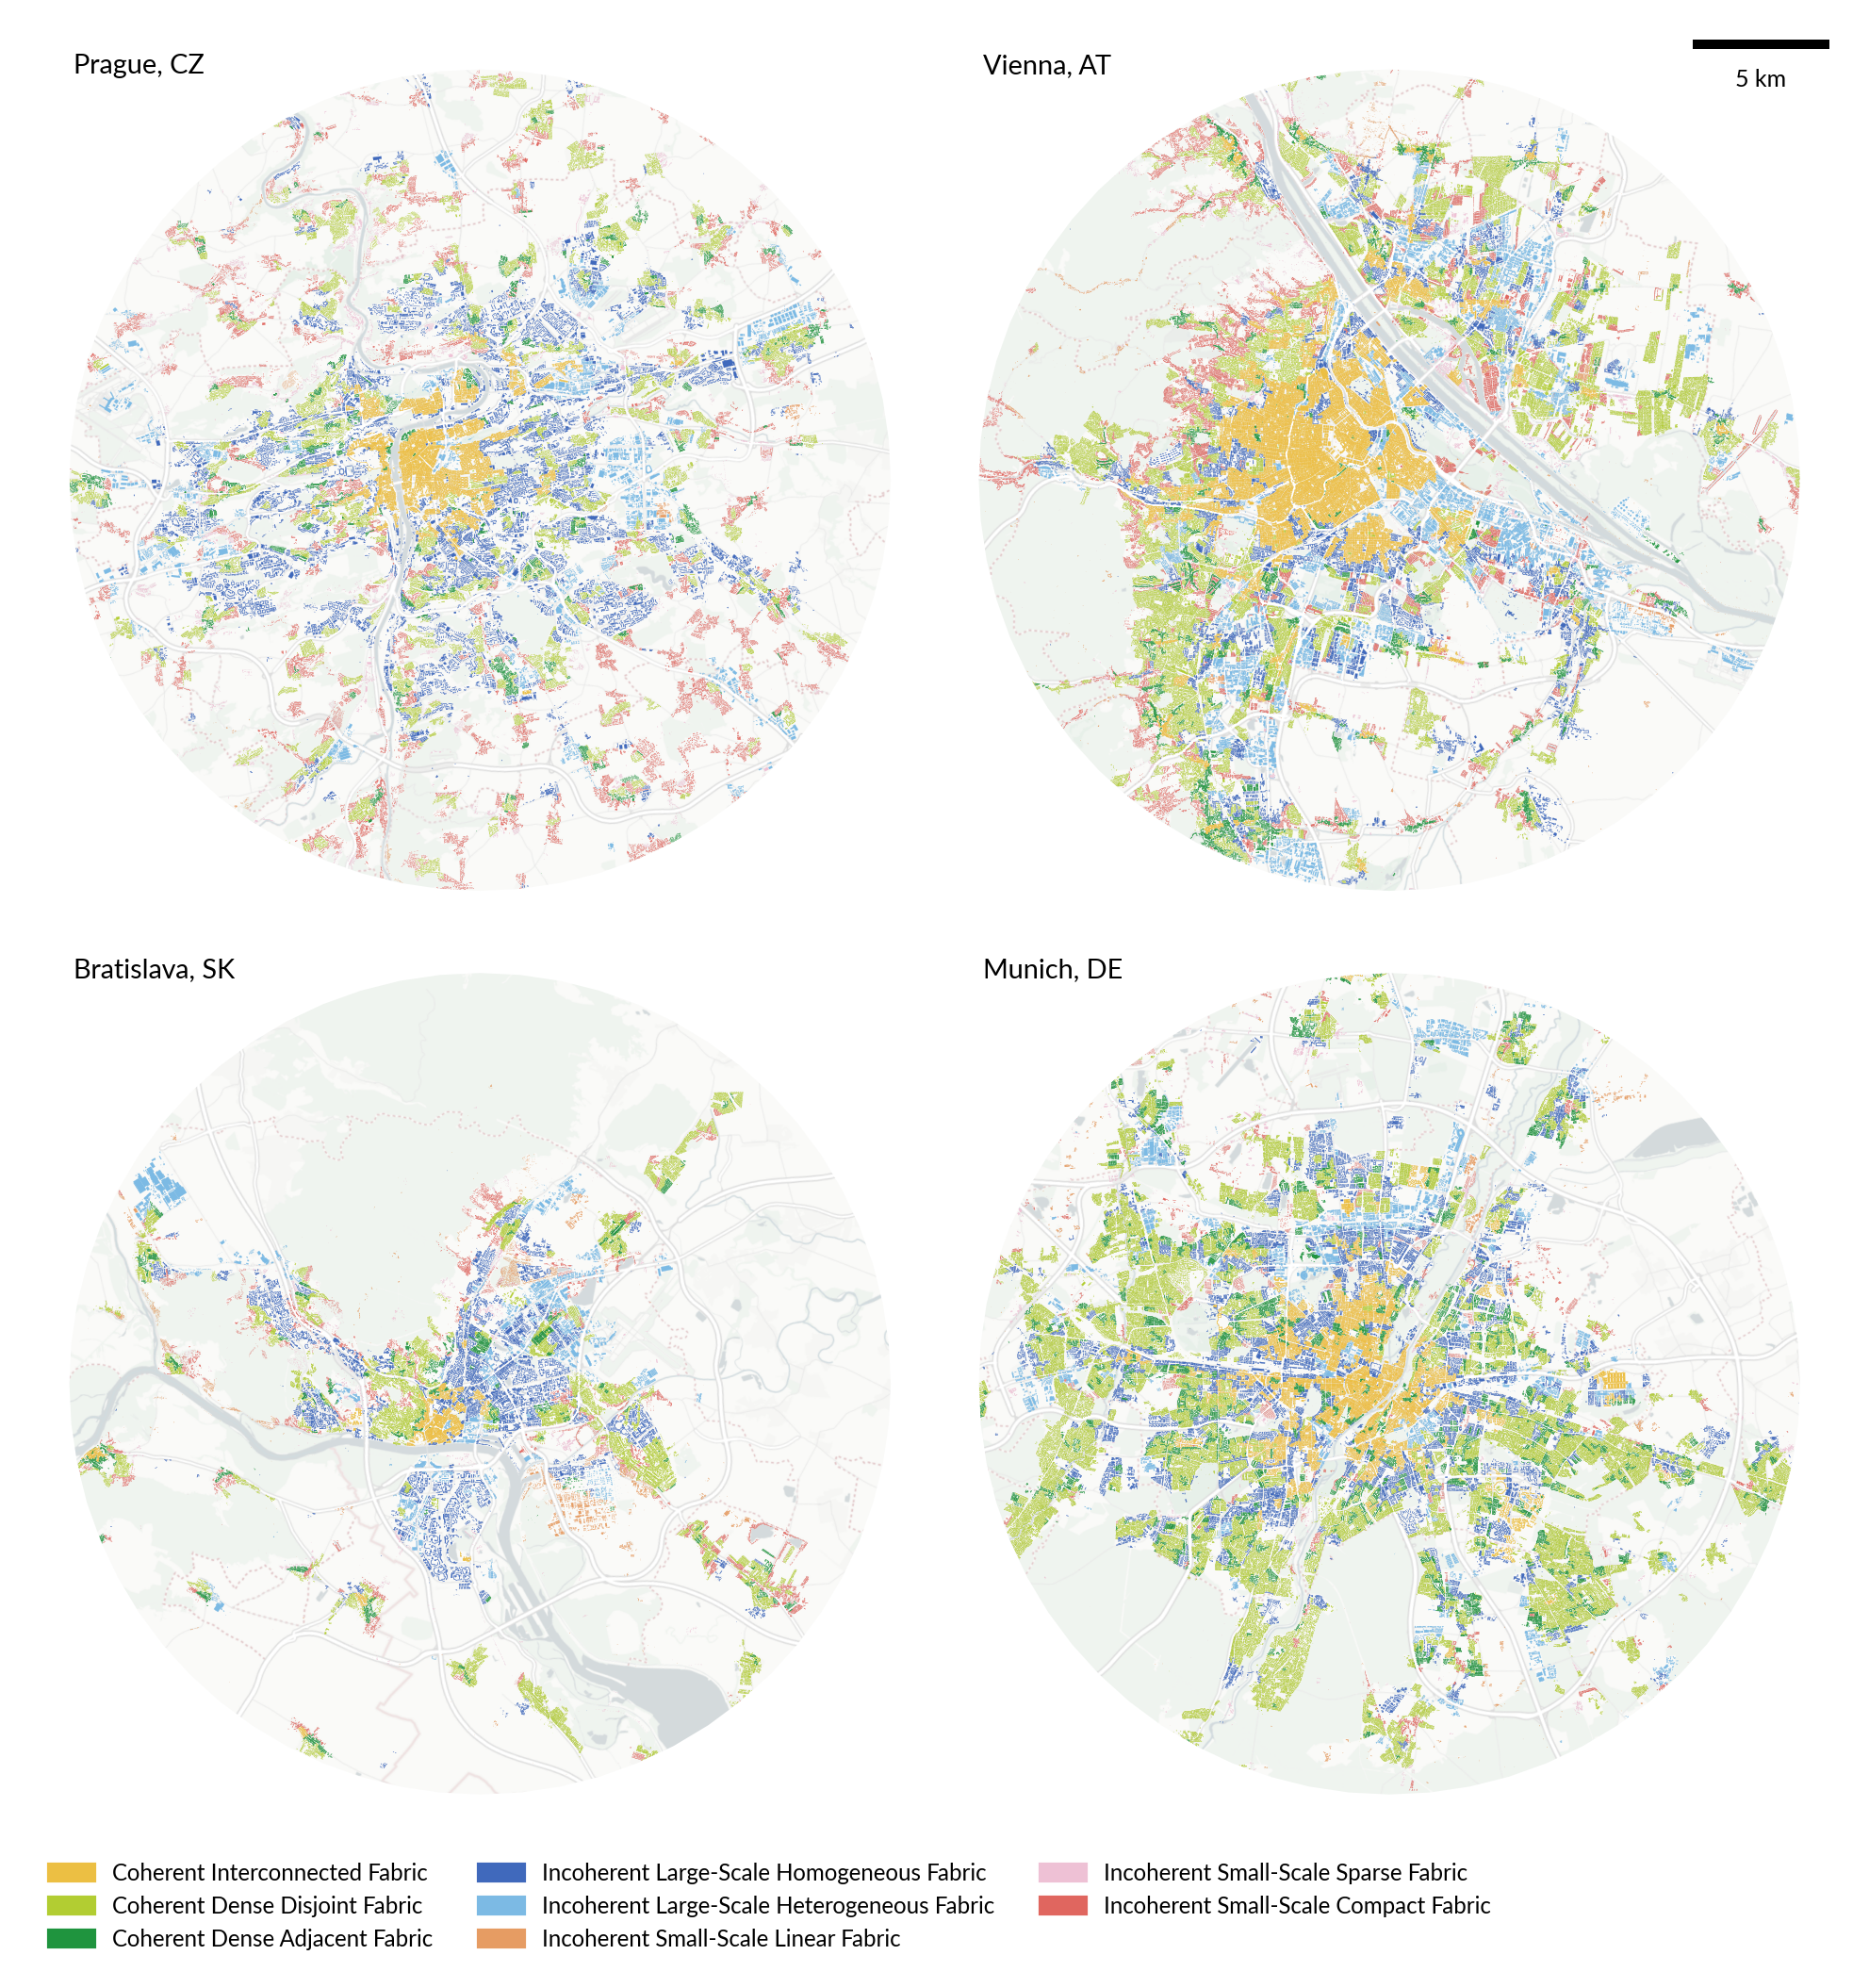 Prague, CZ
Vienna, AT
5 km
Bratislava, SK
Munich, DE
Coherent Interconnected Fabric
Coherent Dense Disjoint Fabric
Coherent Dense Adjacent Fabric
Incoherent Large-Scale Homogeneous Fabric
Incoherent Large-Scale Heterogeneous Fabric
Incoherent Small-Scale Linear Fabric
Incoherent Small-Scale Sparse Fabric
Incoherent Small-Scale Compact Fabric